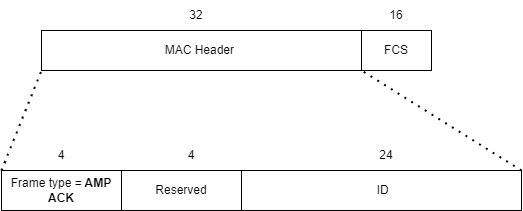 32 16
MAC Header FCS
4 4 24
Frame type = AMP
ACK
Reserved
ID